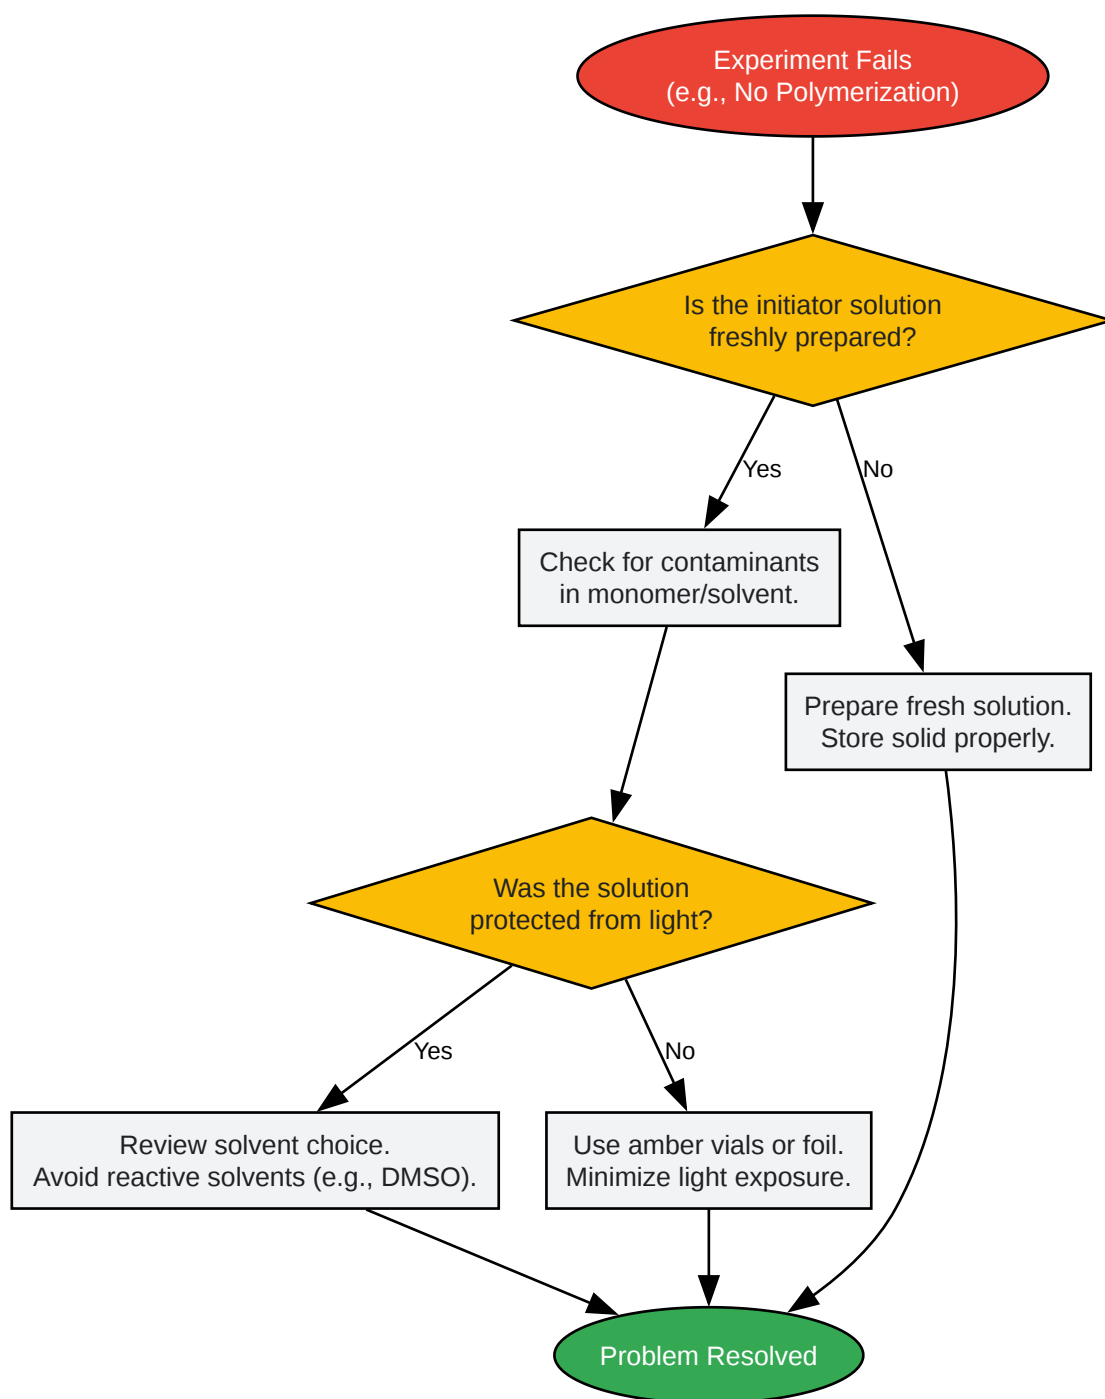 Experiment Fails
(e.g., No Polymerization)
Is the initiator solution
freshly prepared?
Yes
No
Check for contaminants
in monomer/solvent.
Prepare fresh solution.
Store solid properly.
Was the solution
protected from light?
Yes
No
Review solvent choice.
Avoid reactive solvents (e.g., DMSO).
Use amber vials or foil.
Minimize light exposure.
Problem Resolved